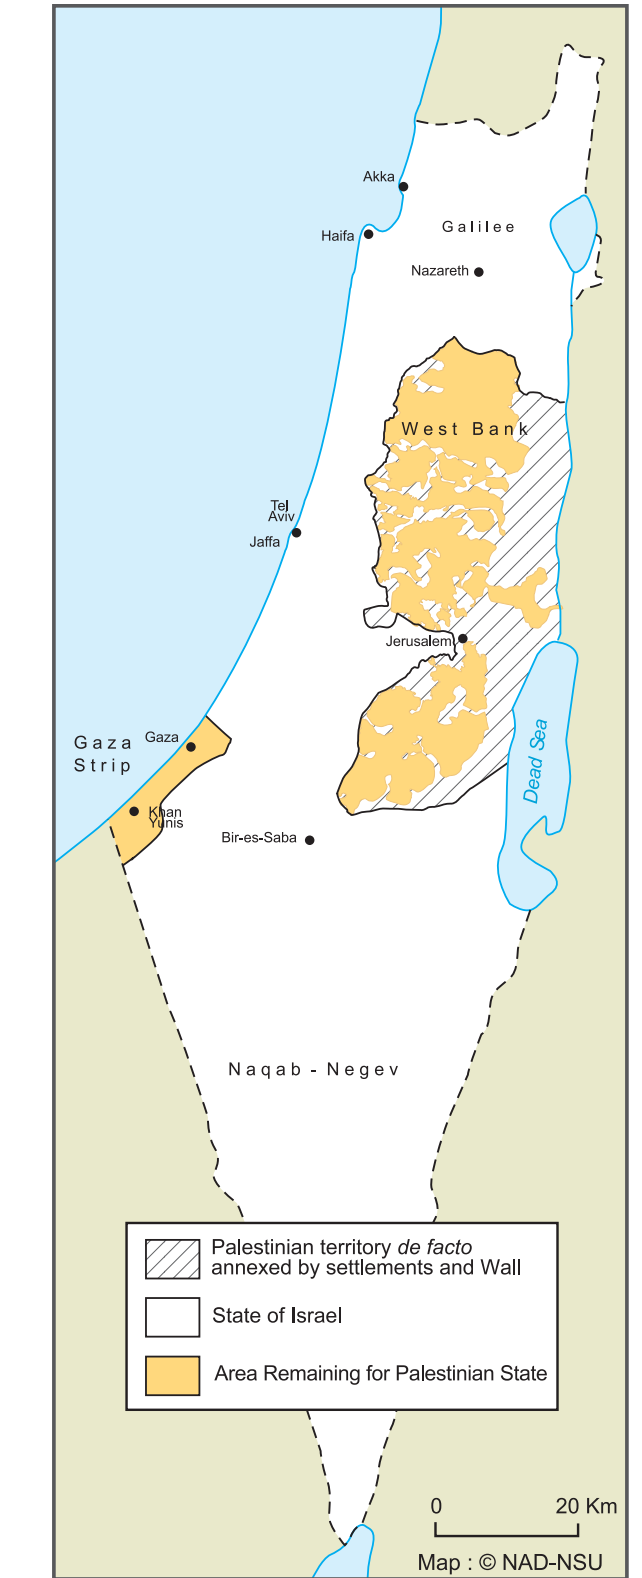 Akka
Galilee
Haifa
Nazareth
West Bank
Tel
Aviv
Jaffa
Jerusalem
Gaza
Strip
Gaza
Dead Sea
Khan
Yunis
Bir-es-Saba
Naqab - Negev
Palestinian territory de facto
annexed by settlements and Wall
State of Israel
Area Remaining for Palestinian State
0 20 Km
Map : © NAD-NSU